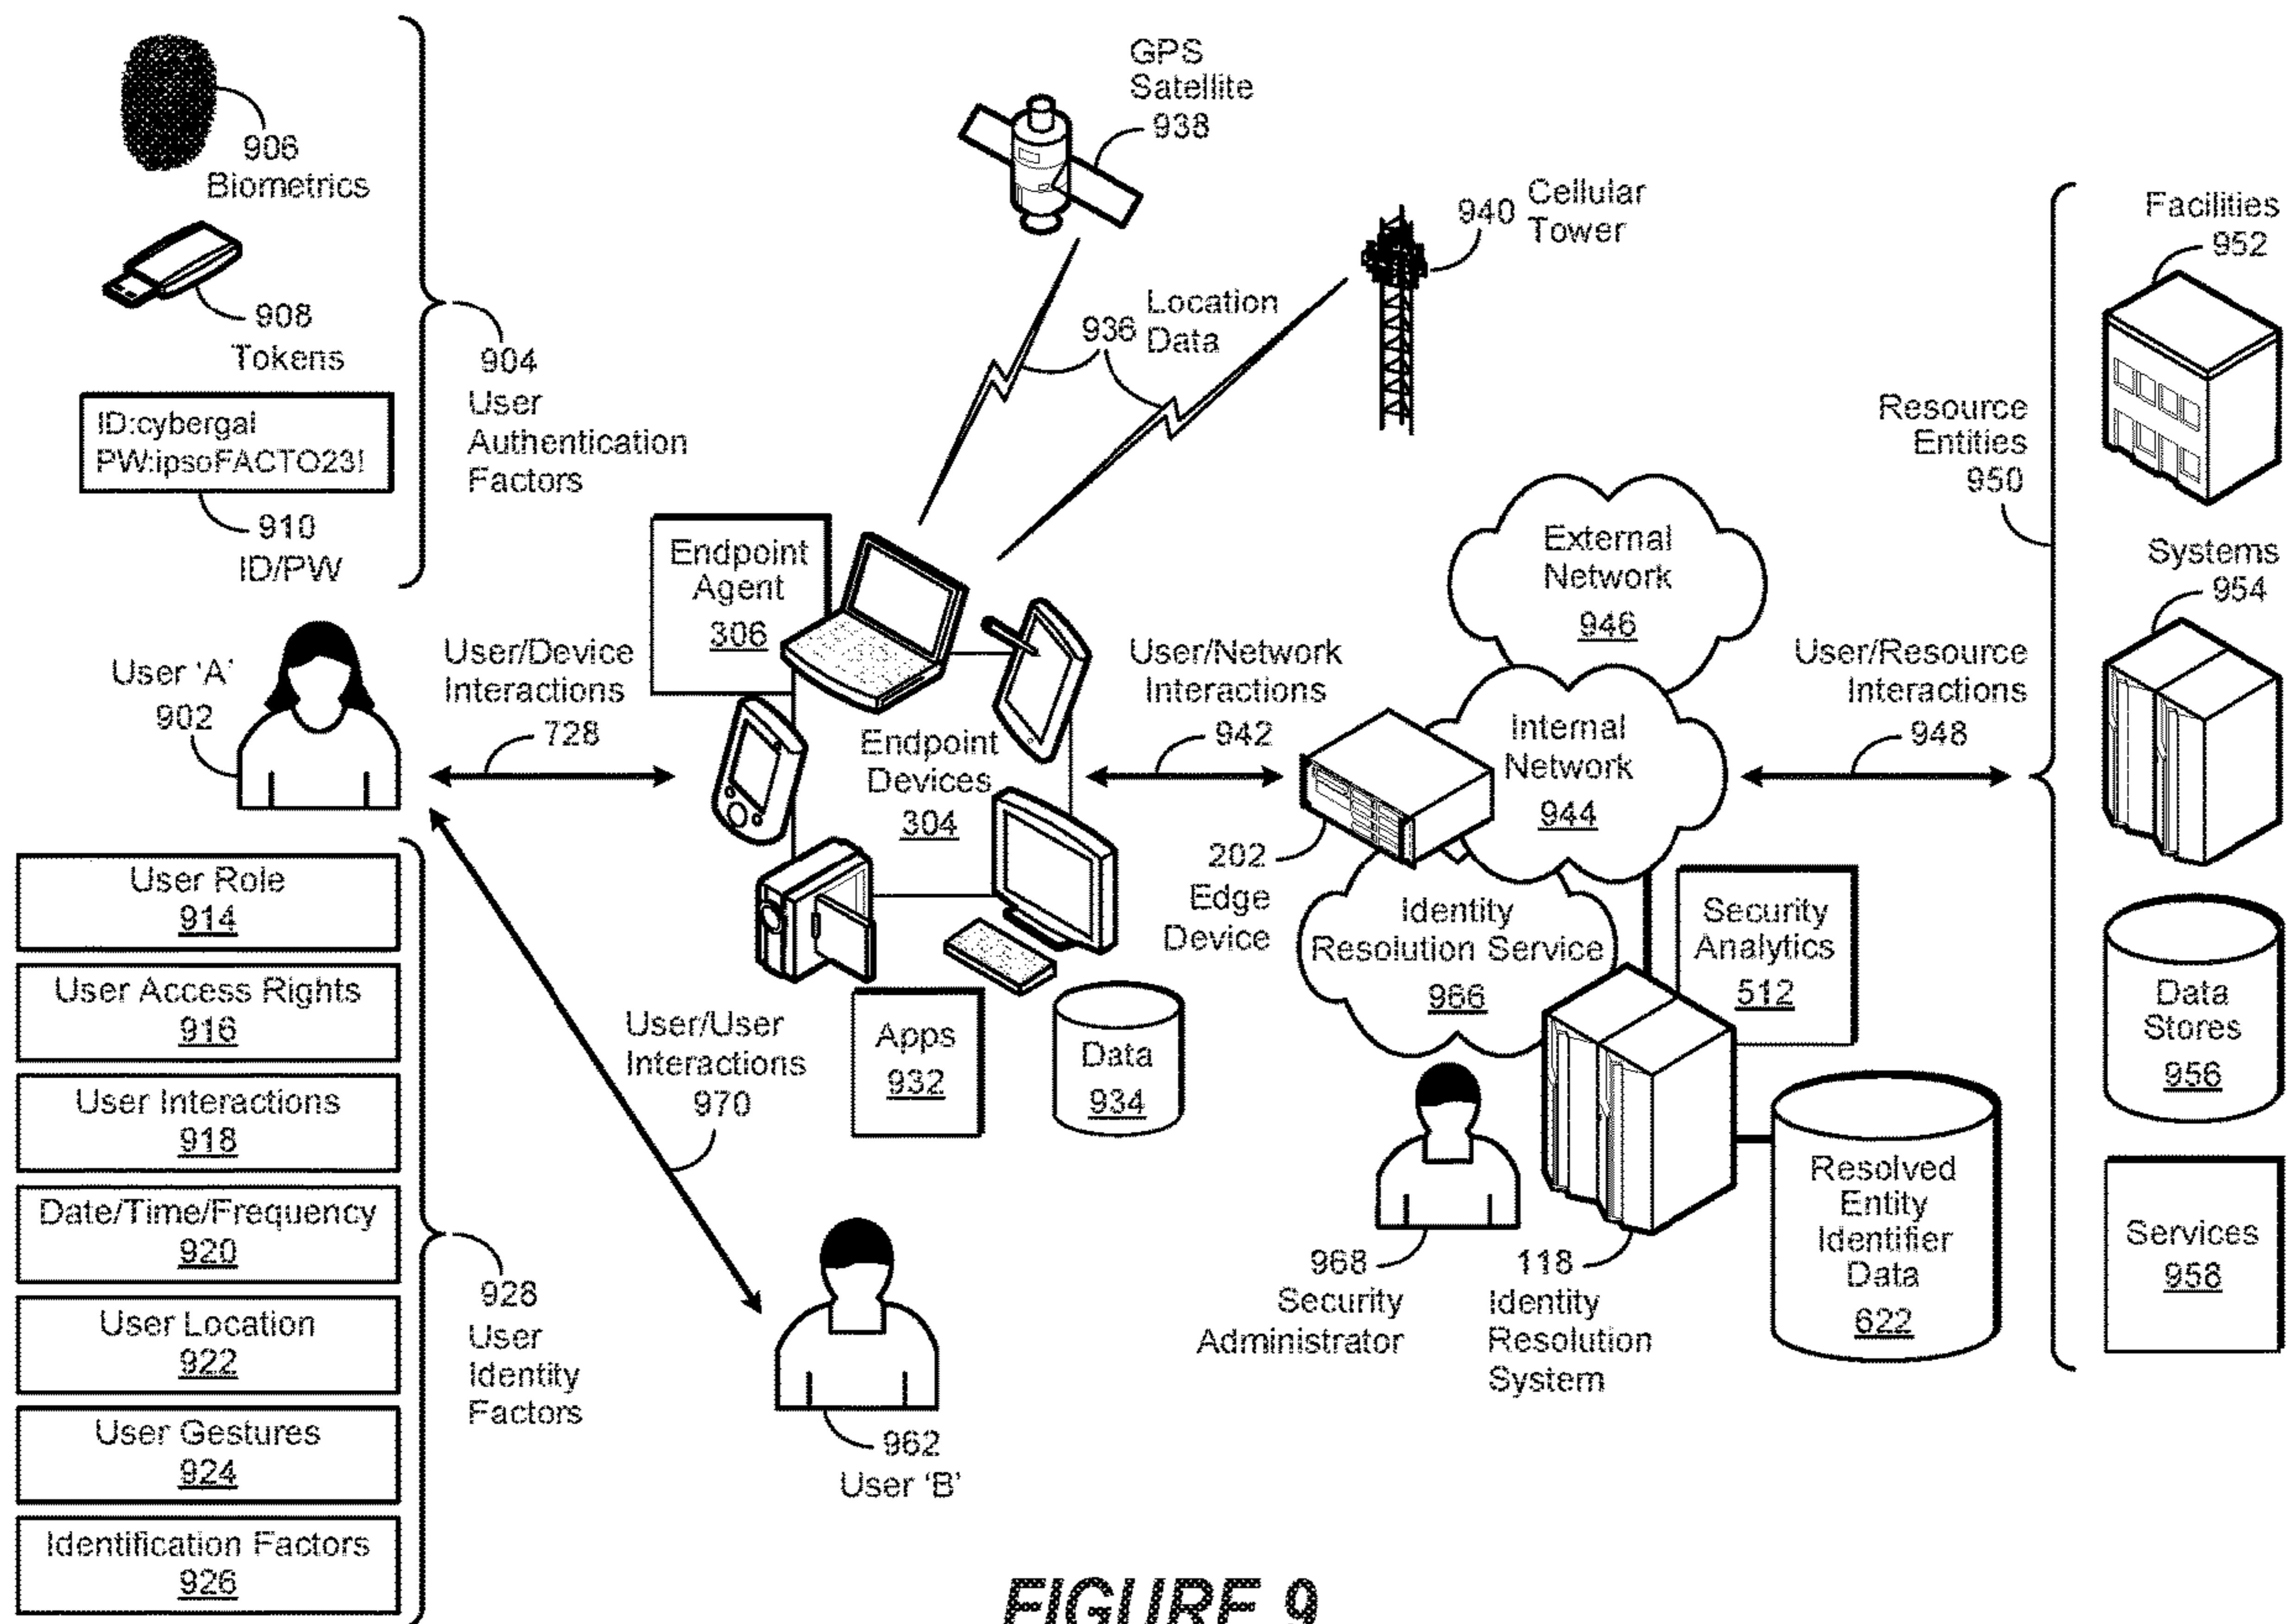 906
Biometrics
908
Tokens
ID:cybergal
PW:ipsoFACTO23!
910
ID/PW
904
User
Authentication
Factors
GPS
Satellite
938
940
Cellular
Tower
936
Location
Data
Facilities
952
Resource
Entities
950
Systems
954
Data
Stores
956
Services
958
User 'A'
902
User/Device
Interactions
728
Endpoint
Agent
306
Endpoint
Devices
304
User/Network
Interactions
942
External
Network
946
Internal
Network
944
User/Resource
Interactions
948
202
Edge
Device
Identity
Resolution Service
966
Security
Analytics
512
Apps
932
Data
934
User/User
Interactions
970
User Role
914
User Access Rights
916
User Interactions
918
Date/Time/Frequency
920
User Location
922
User Gestures
924
Identification Factors
926
928
User
Identity
Factors
962
User 'B'
968
Security
Administrator
118
Identity
Resolution
System
Resolved
Entity
Identifier
Data
622
FIGURE 9